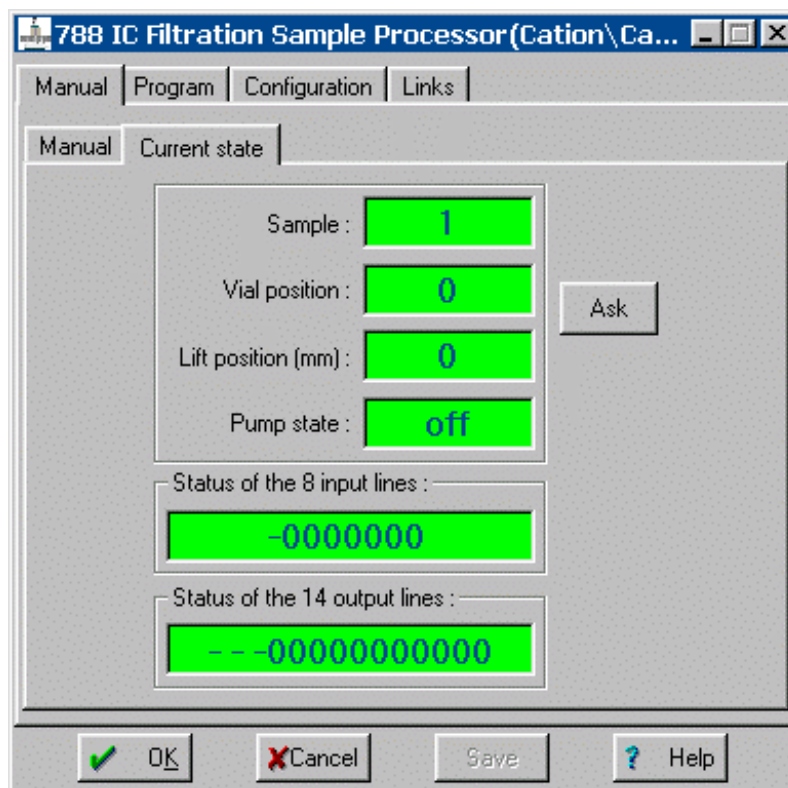 788 IC Filtration Sample Processor(Cation\Ca...
Manual Program Configuration Links
Manual Current state
Sample : 1
Vial position : 0
Ask
Lift position (mm) : 0
Pump state : off
Status of the 8 input lines :
-0000000
Status of the 14 output lines :
- - -00000000000
OK Cancel Save ? Help